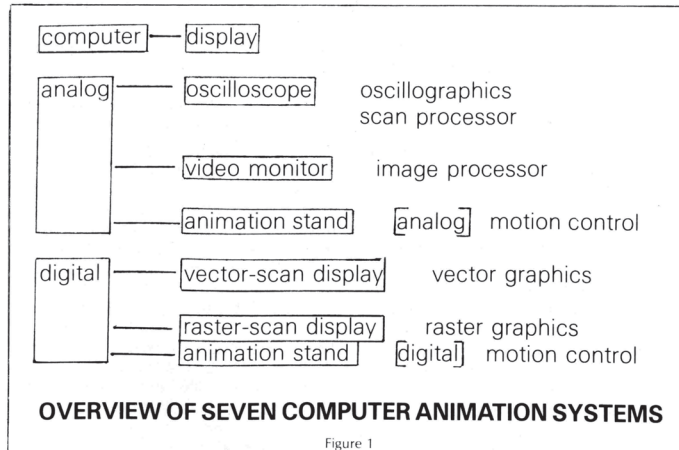 computer display
analog oscilloscope oscillographics
scan processor
video monitor image processor
animation stand [analog] motion control
digital vector-scan display vector graphics
raster-scan display raster graphics
animation stand [digital] motion control
OVERVIEW OF SEVEN COMPUTER ANIMATION SYSTEMS
Figure 1